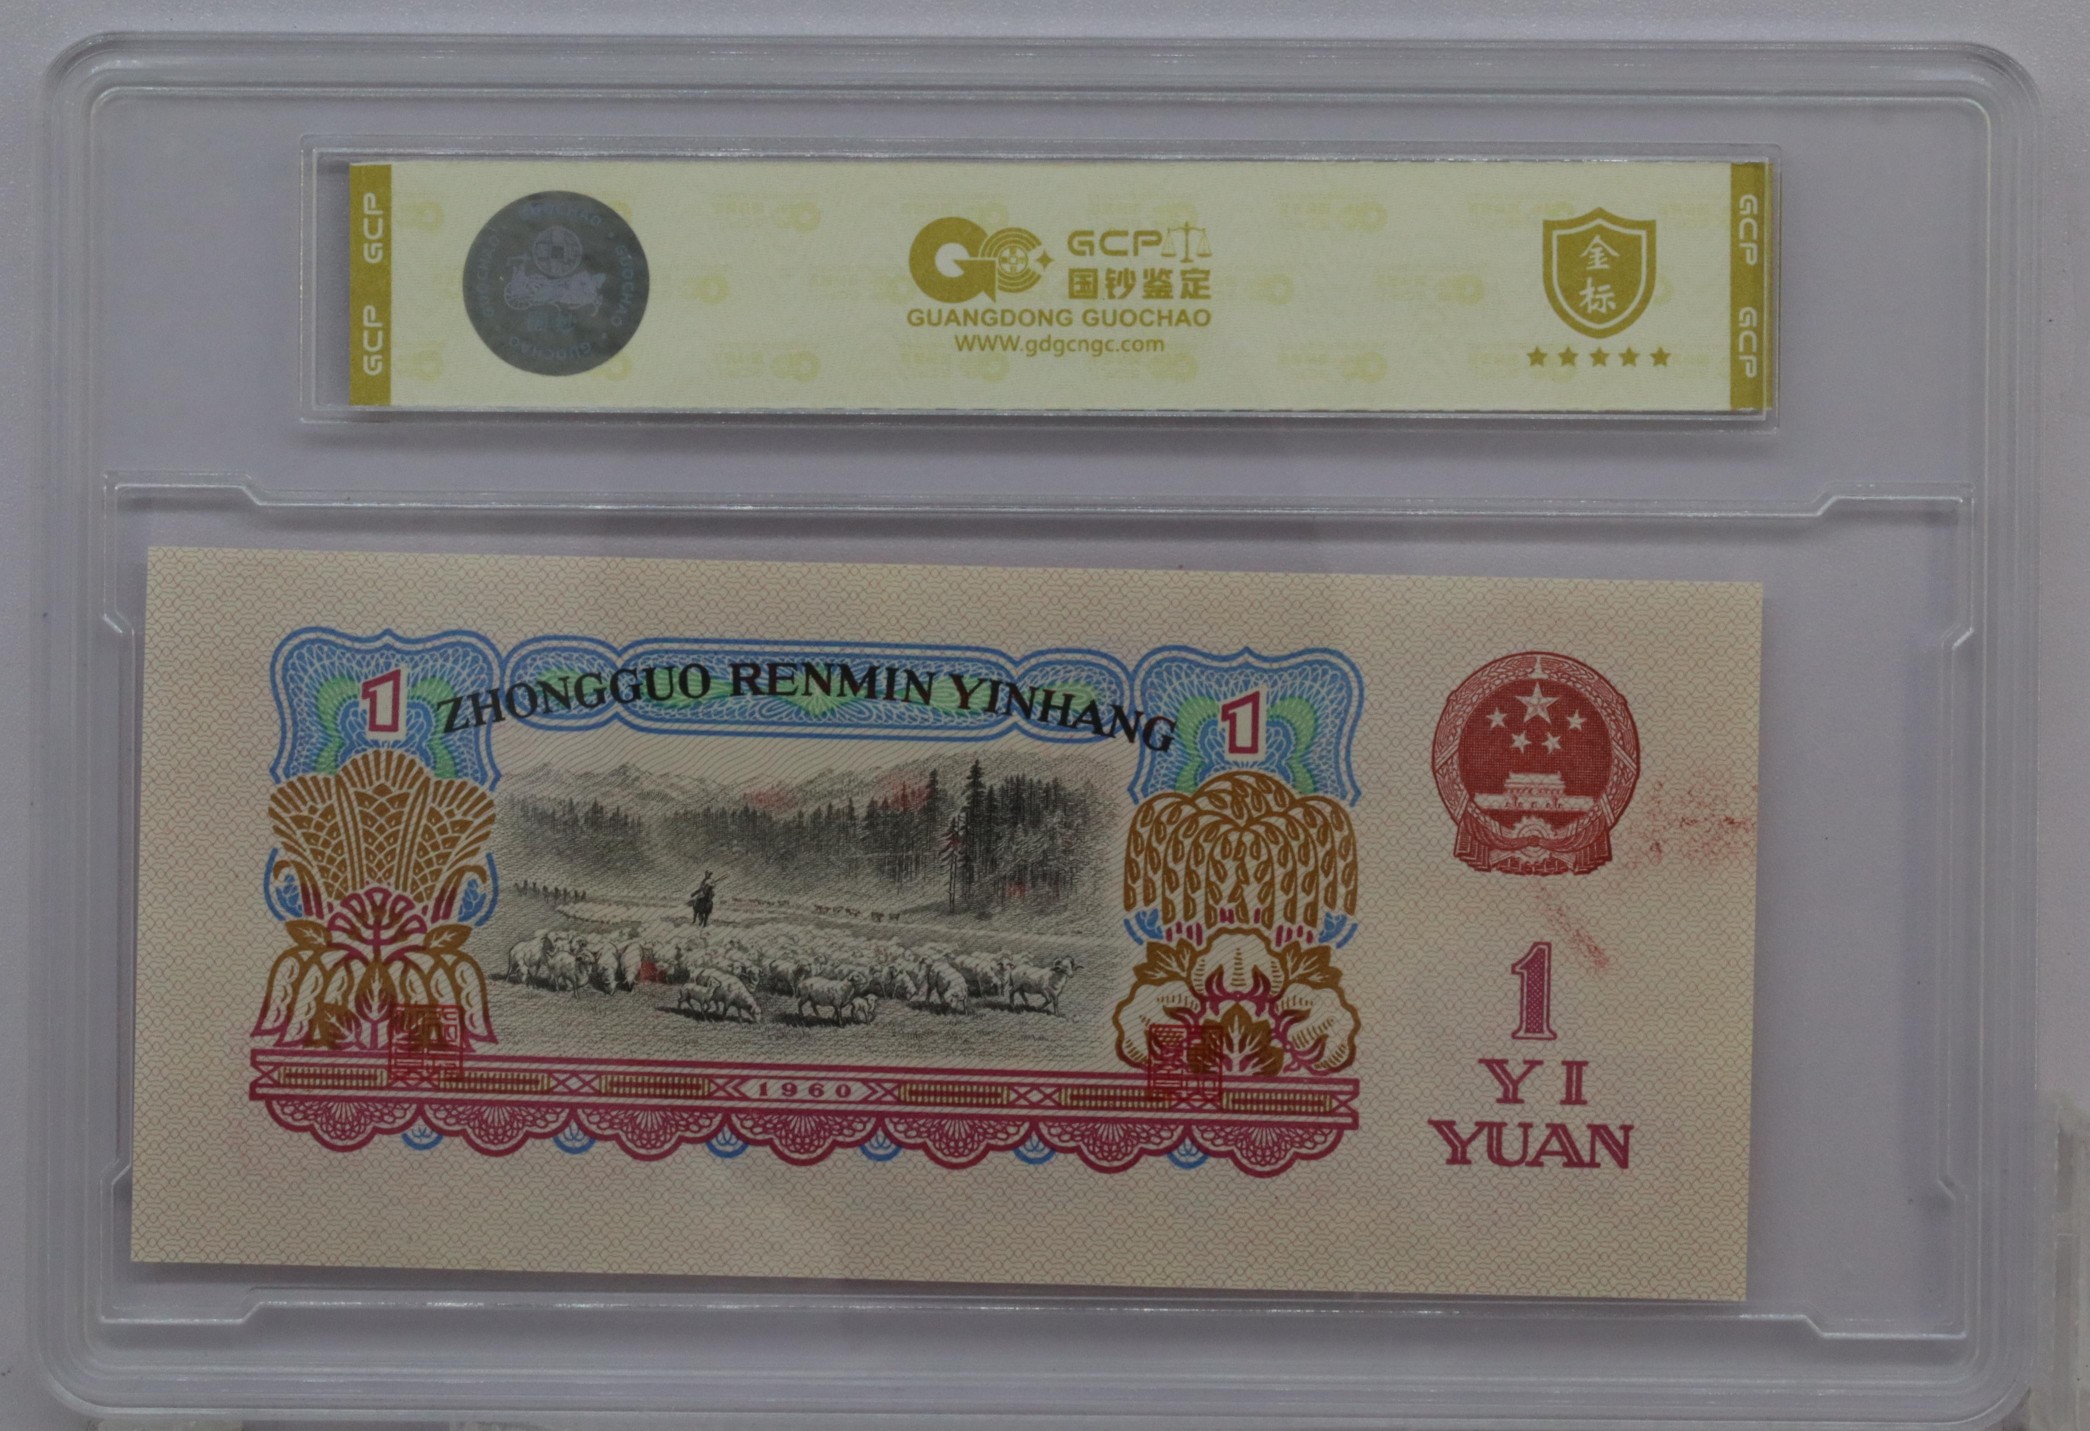 GCP GCP
GCP
国钞鉴定
GUANGDONG GUOCHAO
WWW.gdgcngc.com
金
标
GCP GCP
1 ZHONGGUO RENMIN YINHANG 1
1960
1
YI
YUAN